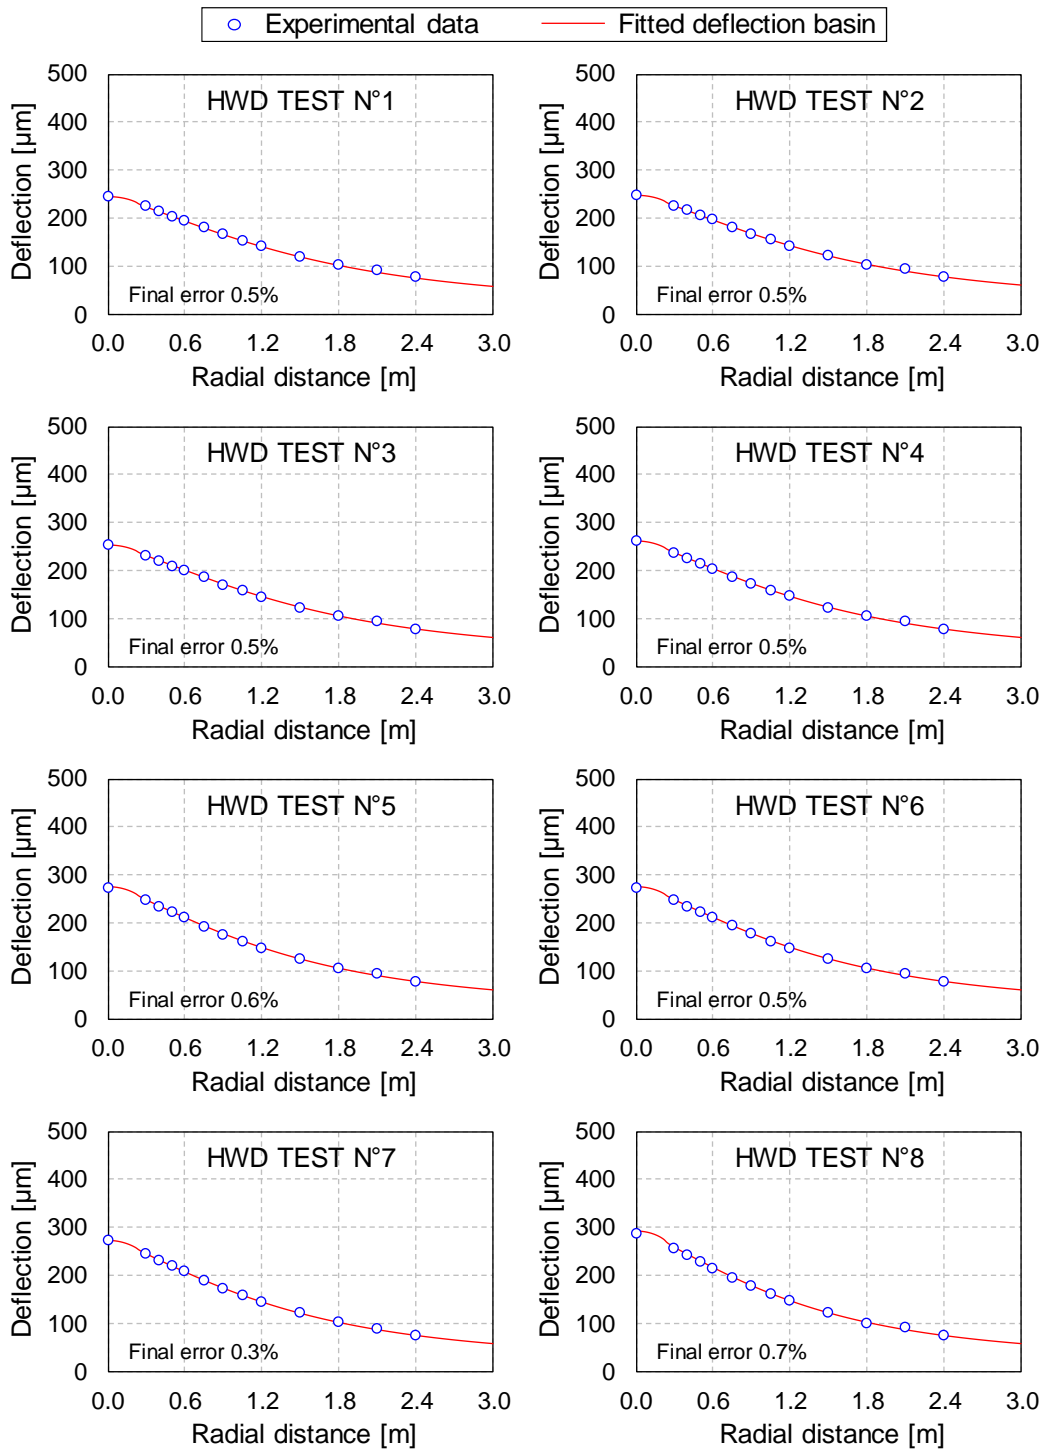 Experimental data
Fitted deflection basin
500
400
300
200
100
0
Deflection [µm]
HWD TEST N°1
Final error 0.5%
0.0 0.6 1.2 1.8 2.4 3.0
Radial distance [m]
500
400
300
200
100
0
Deflection [µm]
HWD TEST N°2
Final error 0.5%
0.0 0.6 1.2 1.8 2.4 3.0
Radial distance [m]
500
400
300
200
100
0
Deflection [µm]
HWD TEST N°3
Final error 0.5%
0.0 0.6 1.2 1.8 2.4 3.0
Radial distance [m]
500
400
300
200
100
0
Deflection [µm]
HWD TEST N°4
Final error 0.5%
0.0 0.6 1.2 1.8 2.4 3.0
Radial distance [m]
500
400
300
200
100
0
Deflection [µm]
HWD TEST N°5
Final error 0.6%
0.0 0.6 1.2 1.8 2.4 3.0
Radial distance [m]
500
400
300
200
100
0
Deflection [µm]
HWD TEST N°6
Final error 0.5%
0.0 0.6 1.2 1.8 2.4 3.0
Radial distance [m]
500
400
300
200
100
0
Deflection [µm]
HWD TEST N°7
Final error 0.3%
0.0 0.6 1.2 1.8 2.4 3.0
Radial distance [m]
500
400
300
200
100
0
Deflection [µm]
HWD TEST N°8
Final error 0.7%
0.0 0.6 1.2 1.8 2.4 3.0
Radial distance [m]